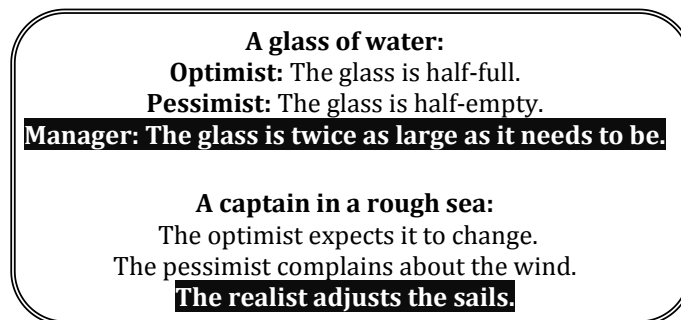 A glass of water:
Optimist: The glass is half-full.
Pessimist: The glass is half-empty.
Manager: The glass is twice as large as it needs to be.
A captain in a rough sea:
The optimist expects it to change.
The pessimist complains about the wind.
The realist adjusts the sails.